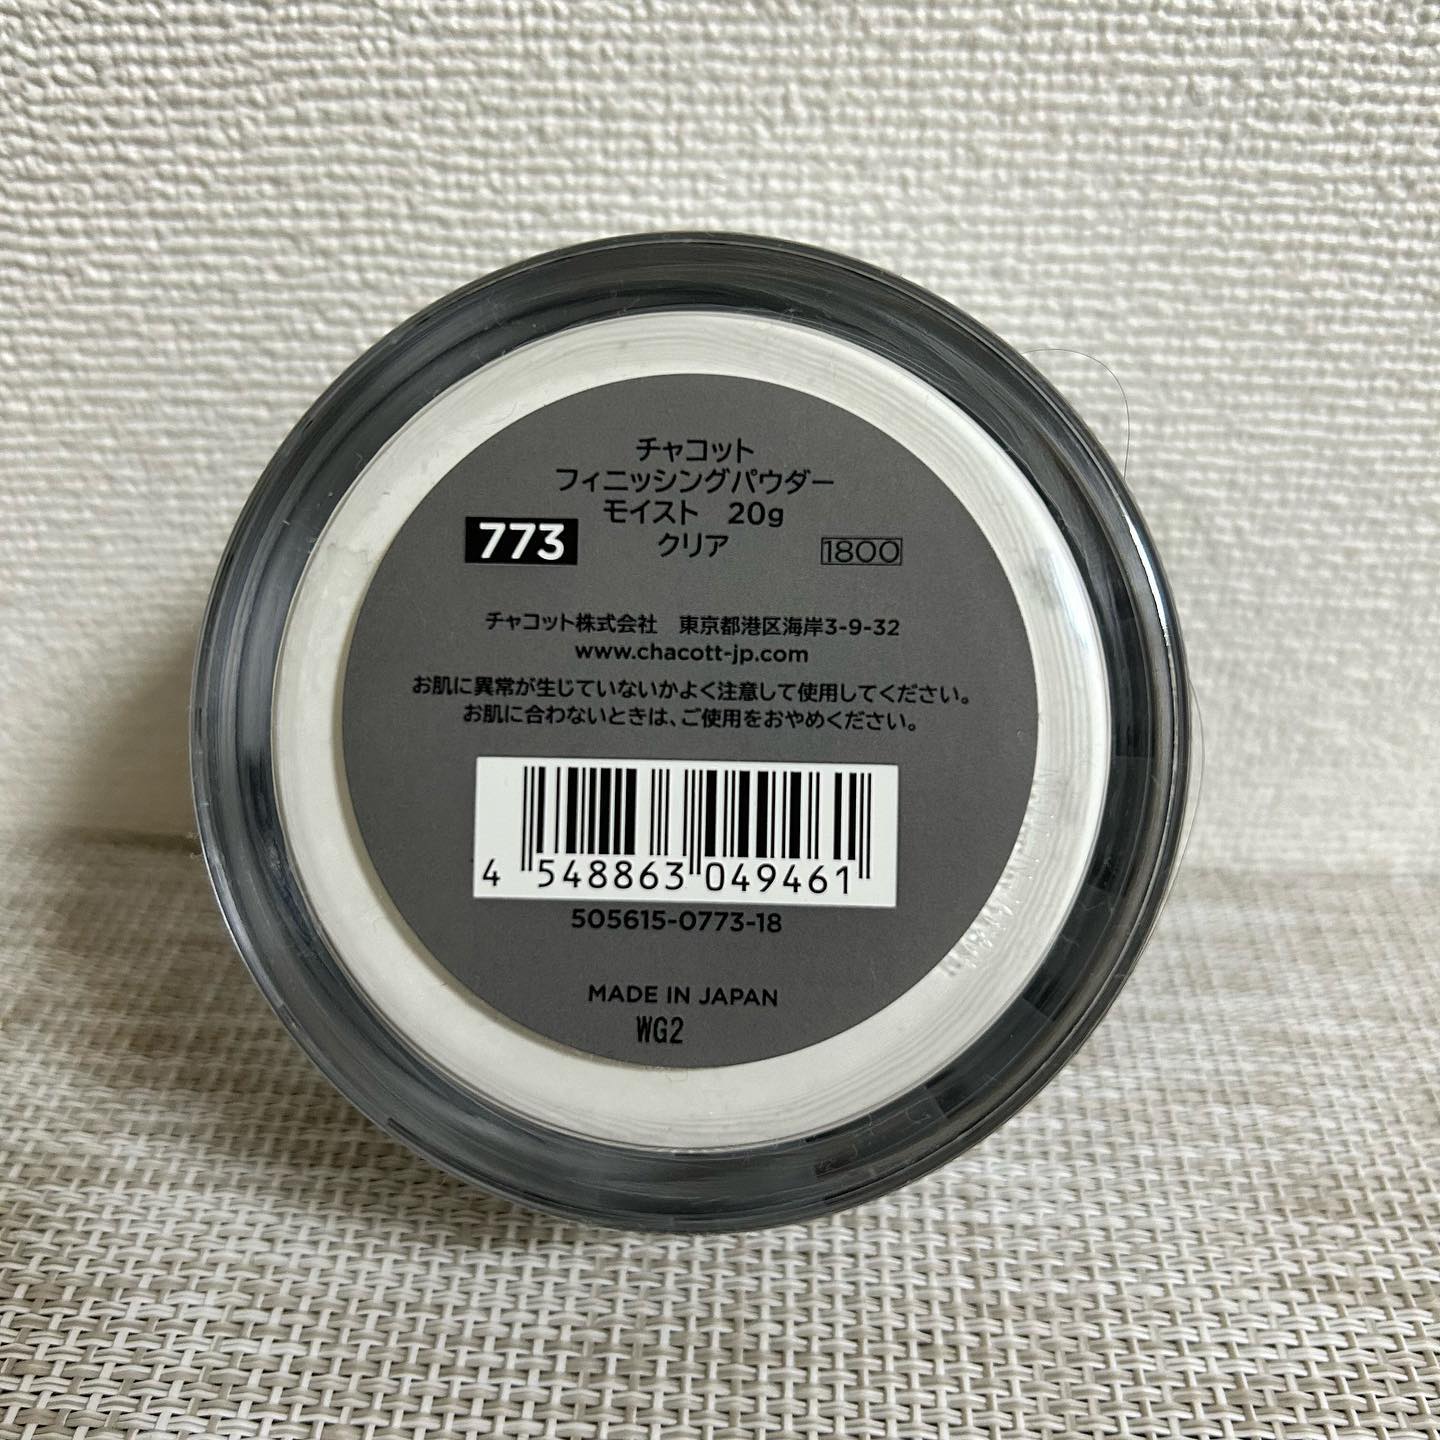 チャコット
フィニッシングパウダー
モイスト　20g
773 クリア 1800
チャコット株式会社　東京都港区海岸3-9-32
www.chacott-jp.com
お肌に異常が生じていないかよく注意して使用してください。
お肌に合わないときは、ご使用をおやめください。
4 548863 049461
505615-0773-18
MADE IN JAPAN
WG2